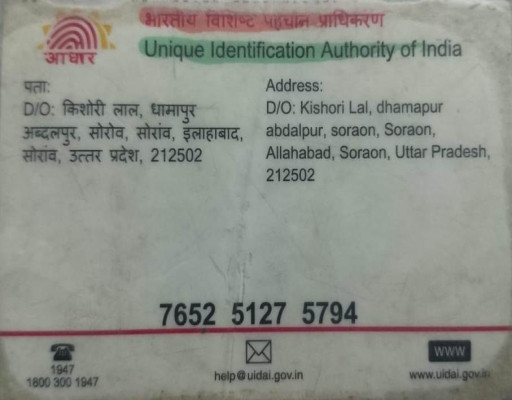 आधार
भारतीय विशिष्ट पहचान प्राधिकरण
Unique Identification Authority of India
पता:
D/O: किशोरी लाल, धामापुर
अब्दलपुर, सोरोव, सोरांव, इलाहाबाद,
सोरांव, उत्तर प्रदेश, 212502
Address:
D/O: Kishori Lal, dhamapur
abdalpur, soraon, Soraon,
Allahabad, Soraon, Uttar Pradesh,
212502
7652 5127 5794
1947
1800 300 1947
help@uidai.gov.in
WWW
www.uidai.gov.in